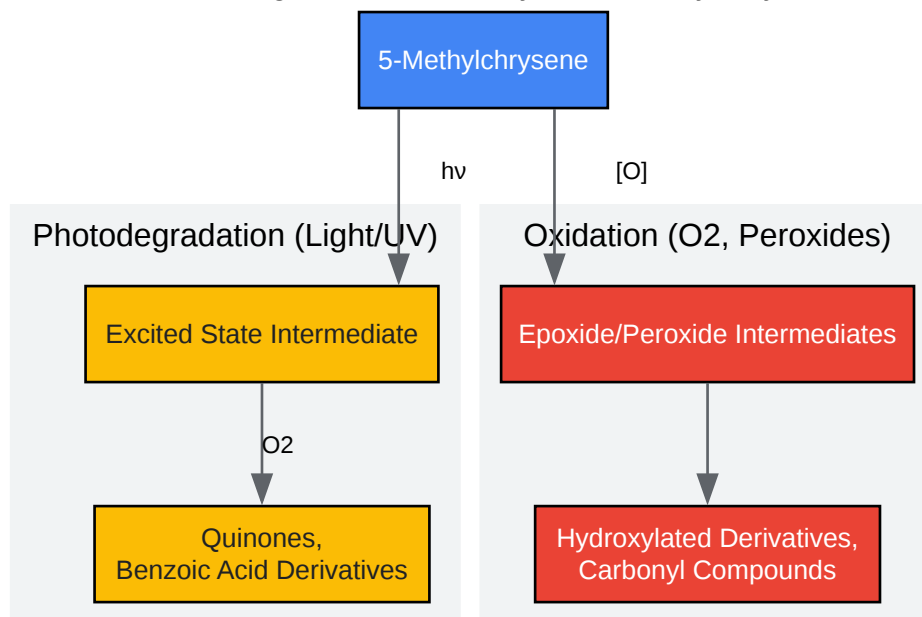 5-Methylchrysene
hν
[O]
Photodegradation (Light/UV)
Oxidation (O2, Peroxides)
Excited State Intermediate
Epoxide/Peroxide Intermediates
O2
Quinones,
Benzoic Acid Derivatives
Hydroxylated Derivatives,
Carbonyl Compounds